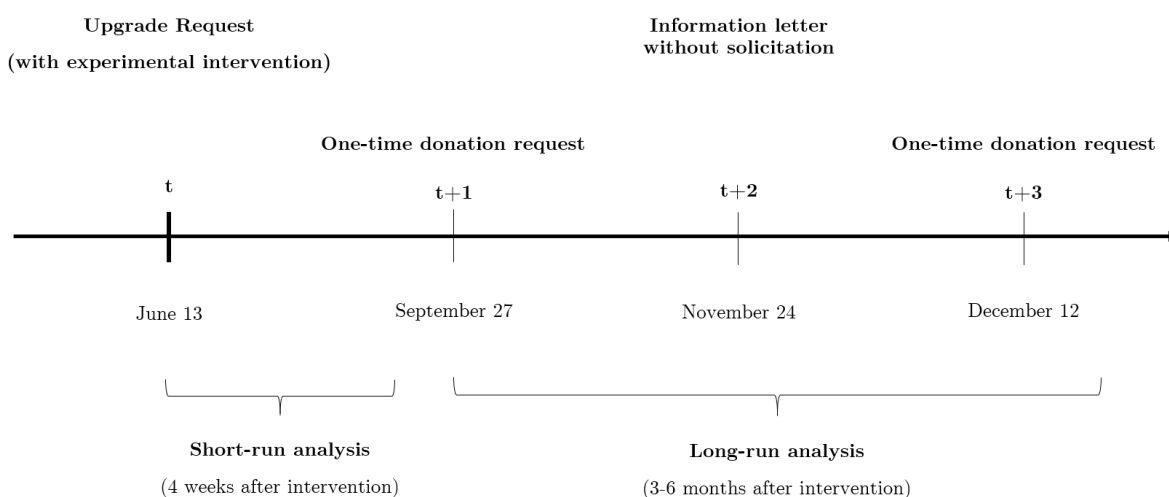 Upgrade Request
(with experimental intervention)
Information letter
without solicitation
One-time donation request
One-time donation request
t
t+1
t+2
t+3
June 13
September 27
November 24
December 12
Short-run analysis
(4 weeks after intervention)
Long-run analysis
(3-6 months after intervention)